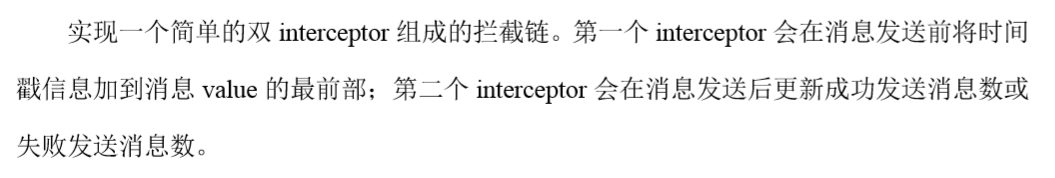 实现一个简单的双 interceptor 组成的拦截链。第一个 interceptor 会在消息发送前将时间
戳信息加到消息 value 的最前部；第二个 interceptor 会在消息发送后更新成功发送消息数或
失败发送消息数。